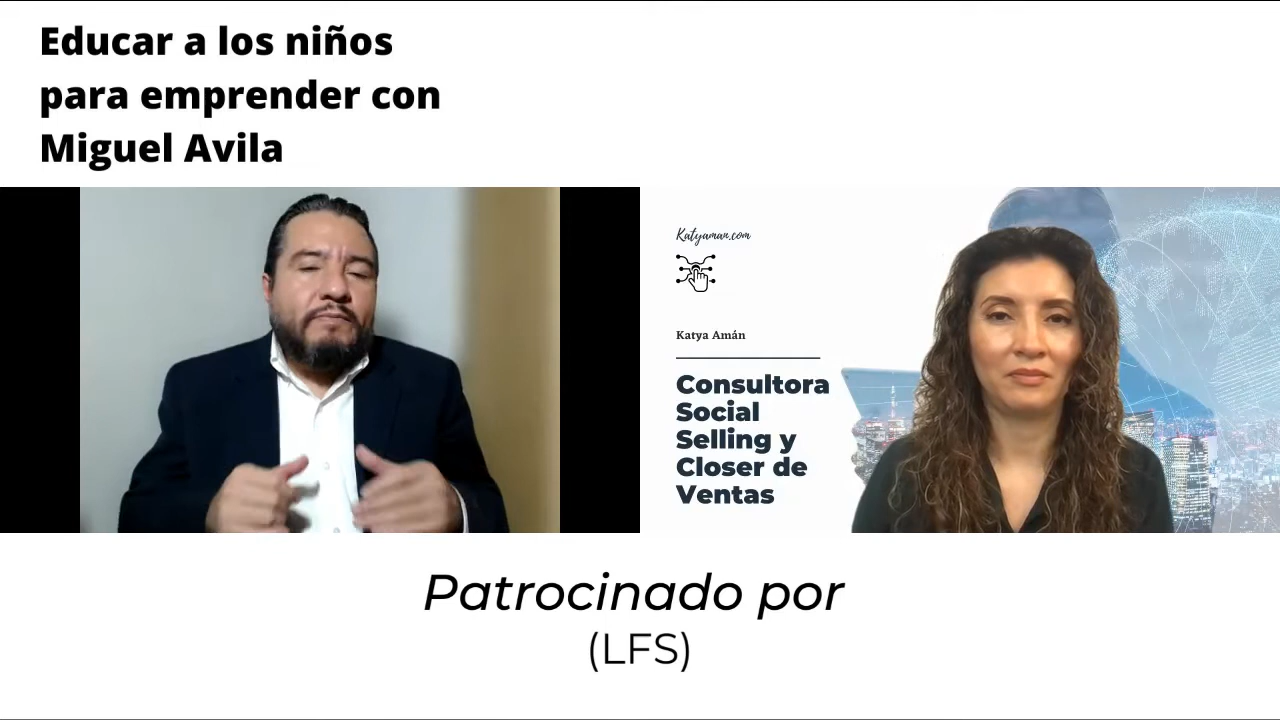 Educar a los niños
para emprender con
Miguel Avila
Katyaman.com
Katya Amán
Consultora
Social
Selling y
Closer de
Ventas
Patrocinado por
(LFS)